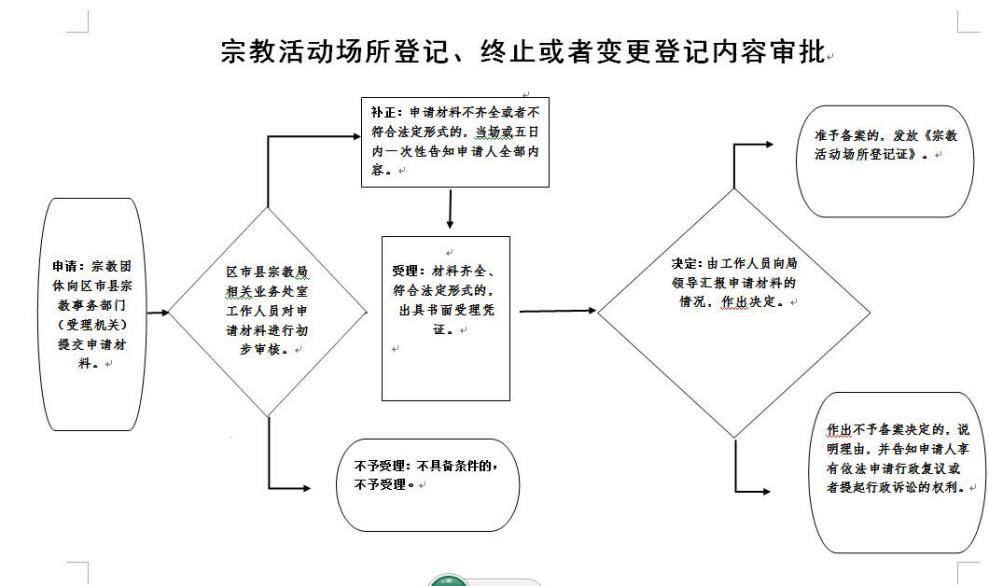 宗教活动场所登记、终止或者变更登记内容审批
申请：宗教团
体向区市县宗
教事务部门
（受理机关）
提交申请材
料。
区市县宗教局
相关业务处室
工作人员对申
请材料进行初
步审核。
补正：申请材料不齐全或者不
符合法定形式的，当场或五日
内一次性告知申请人全部内
容。
受理：材料齐全、
符合法定形式的，
出具书面受理凭
证。
不予受理：不具备条件的，
不予受理。
决定：由工作人员向局
领导汇报申请材料的
情况，作出决定。
准予备案的，发放《宗教
活动场所登记证》。
作出不予备案决定的，说
明理由，并告知申请人享
有依法申请行政复议或
者提起行政诉讼的权利。